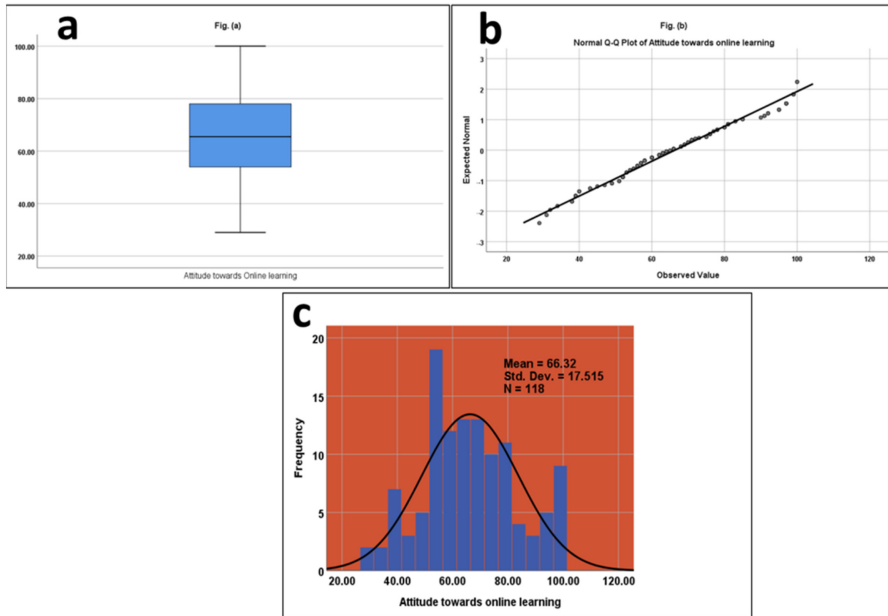 a
Fig. (a)
100.00
80.00
60.00
40.00
20.00
Attitude towards Online learning
b
Fig. (b)
Normal Q-Q Plot of Attitude towards online learning
Expected Normal
3
2
1
0
-1
-2
-3
20
40
60
80
100
120
Observed Value
c
Mean = 66.32
Std. Dev. = 17.515
N = 118
Frequency
20
15
10
5
0
20.00
40.00
60.00
80.00
100.00
120.00
Attitude towards online learning